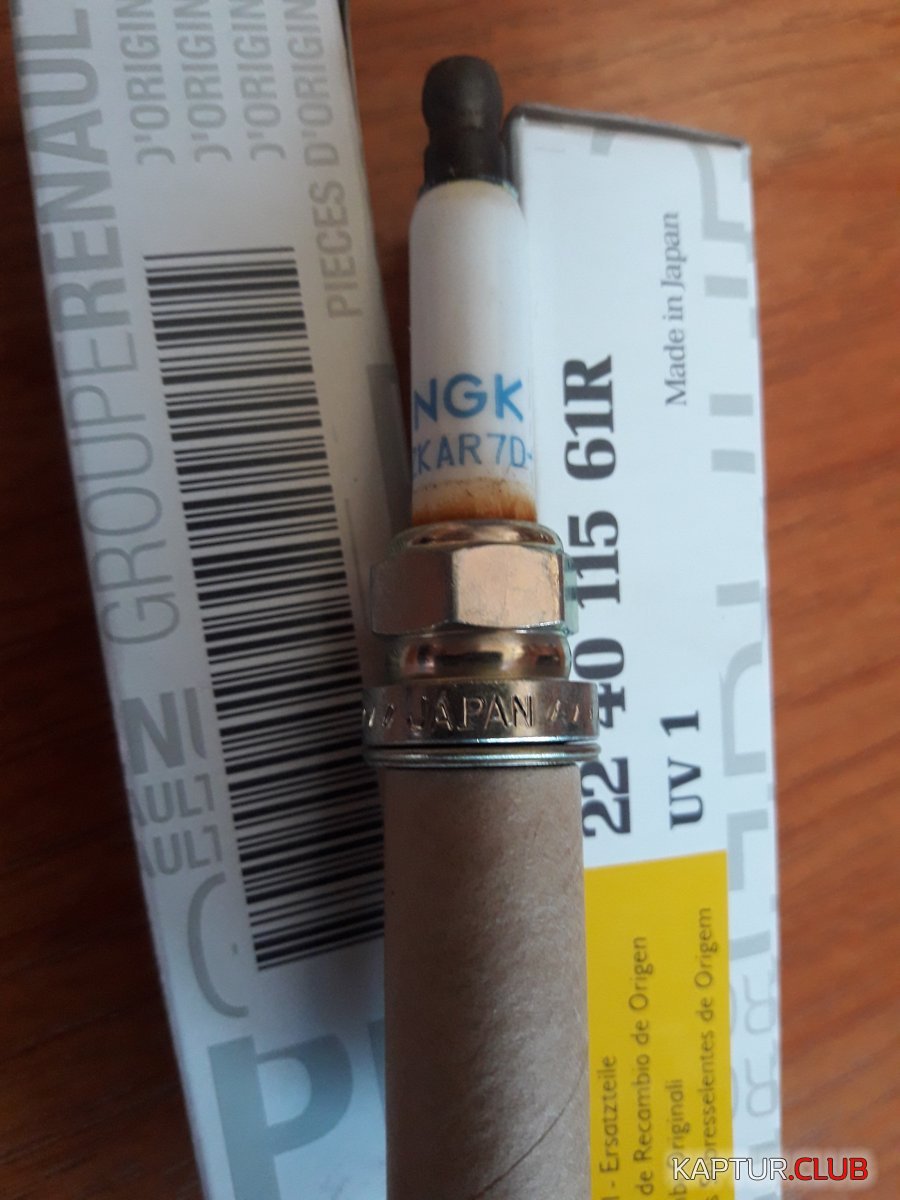 GROUPE RENAULT
D'ORIGIN
D'ORIGIN
D'ORIGIN
PIECES D'ORIGIN
NGK
KAR7D-
JAPAN
22 40 115 61R
UV 1
Made in Japan
- Ersatzteile
de Recambio de Origen
Originali
de Origem
KAPTUR.CLUB